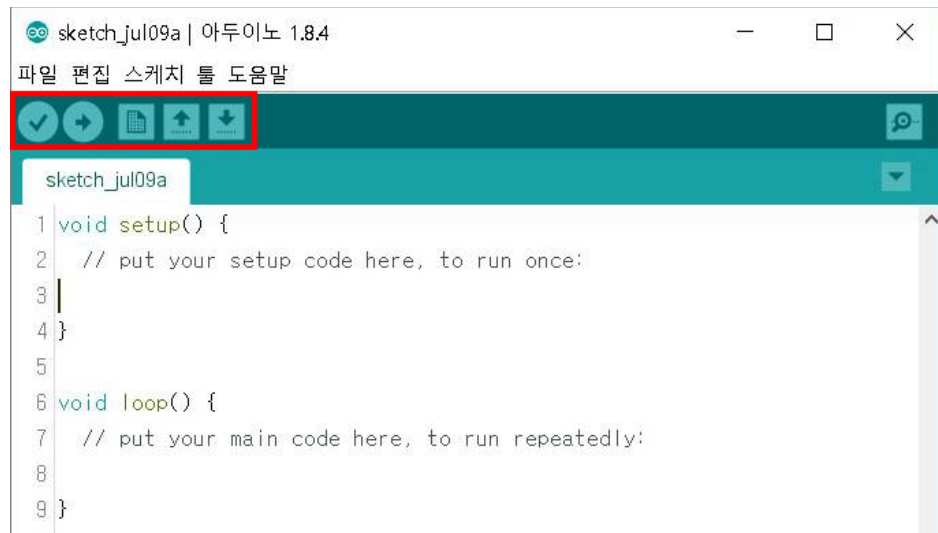 sketch_jul09a | 아두이노 1.8.4
파일 편집 스케치 툴 도움말
sketch_jul09a
1 void setup() {
2 // put your setup code here, to run once:
3
4 }
5
6 void loop() {
7 // put your main code here, to run repeatedly:
8
9 }